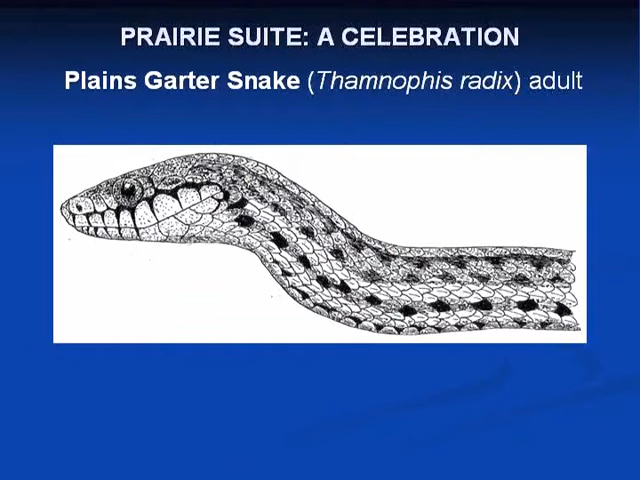 PRAIRIE SUITE: A CELEBRATION
Plains Garter Snake (Thamnophis radix) adult